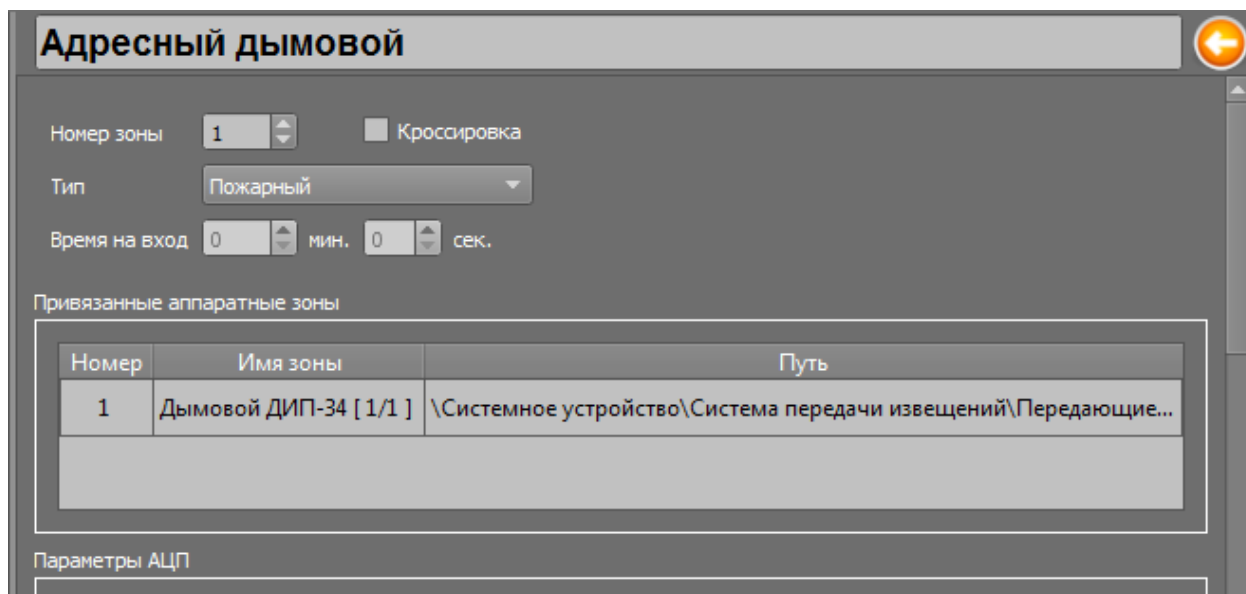 Адресный дымовой
Номер зоны 1 Кроссировка
Тип Пожарный
Время на вход 0 мин. 0 сек.
Привязанные аппаратные зоны
Номер Имя зоны Путь
1 Дымовой ДИП-34 [ 1/1 ] \Системное устройство\Система передачи извещений\Передающие...
Параметры АЦП